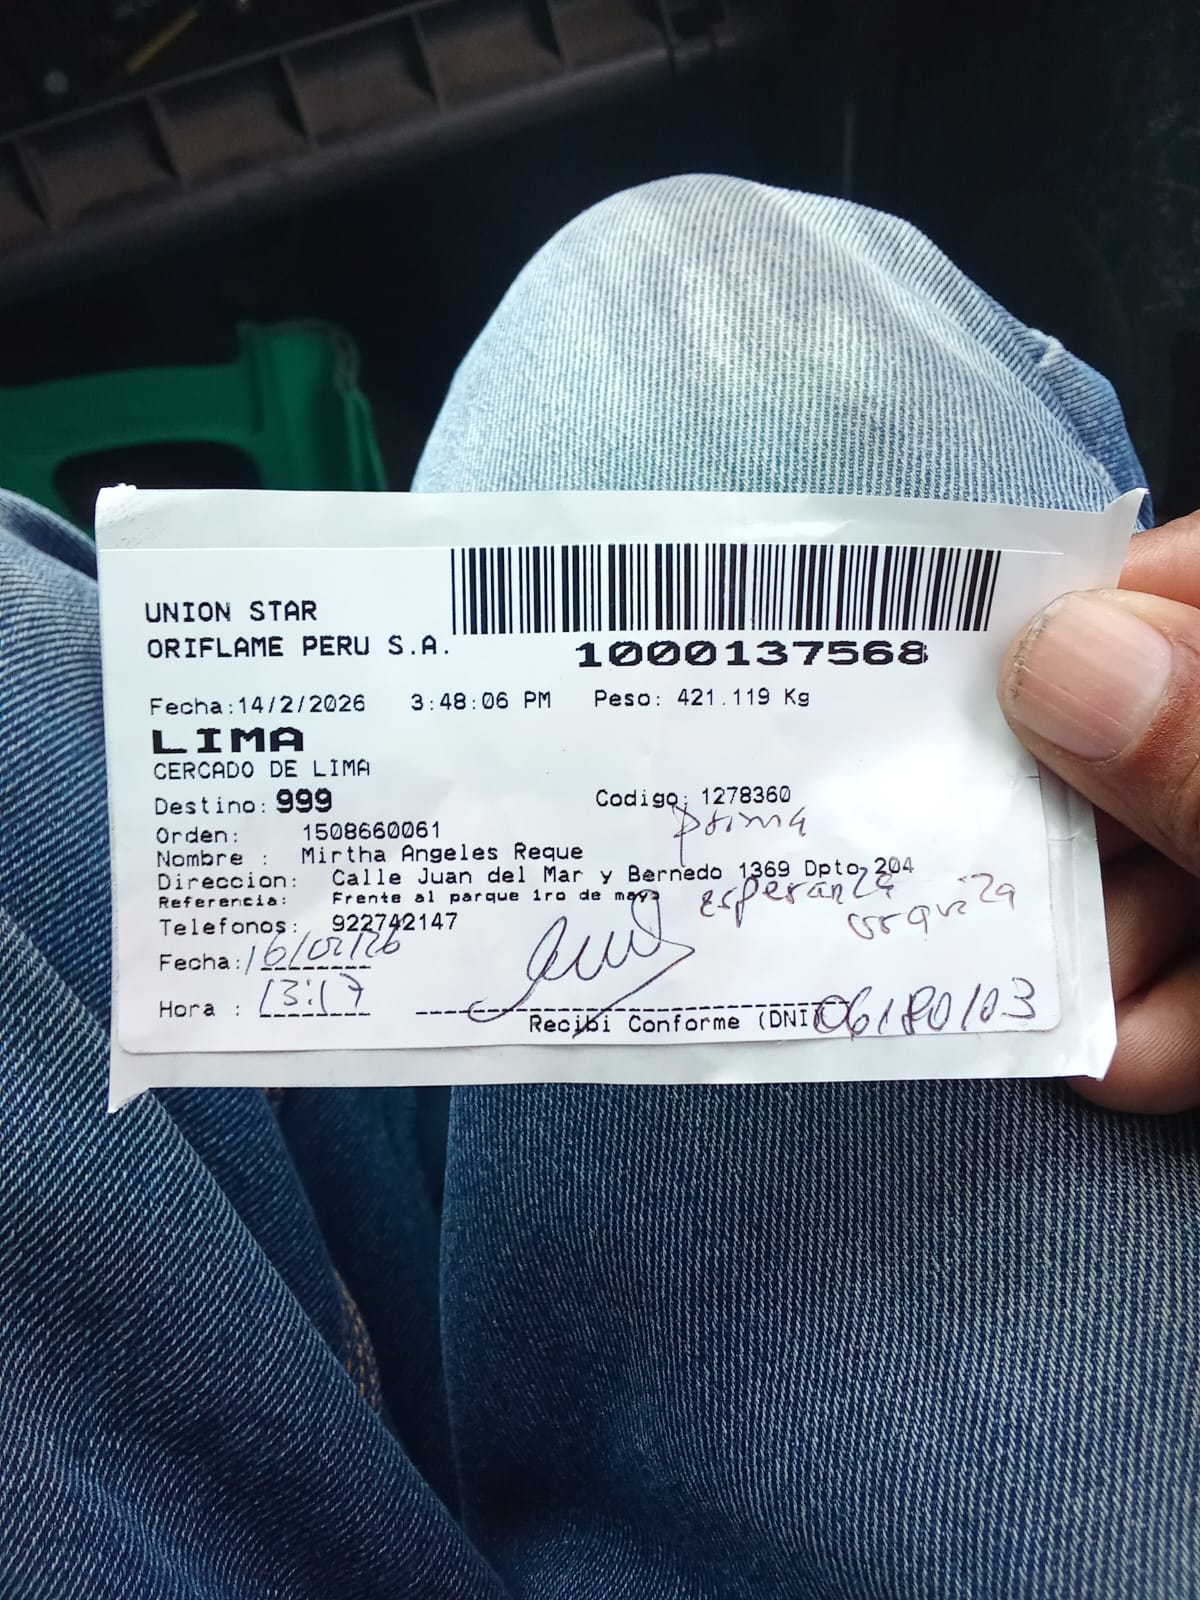 UNION STAR
ORIFLAME PERU S.A.
1000137568
Fecha:14/2/2026 3:48:06 PM Peso: 421.119 Kg
LIMA
CERCADO DE LIMA
Destino: 999 Codigo: 1278360
prima
Orden: 1508660061
Nombre : Mirtha Angeles Reque
Direccion: Calle Juan del Mar y Bernedo 1369 Dpto 204
Referencia: Frente al parque 1ro de mayo
esperanza
Telefonos: 922742147
Fecha: 16/02/26
Hora : 13:17
Recibi Conforme (DNI) 06180103